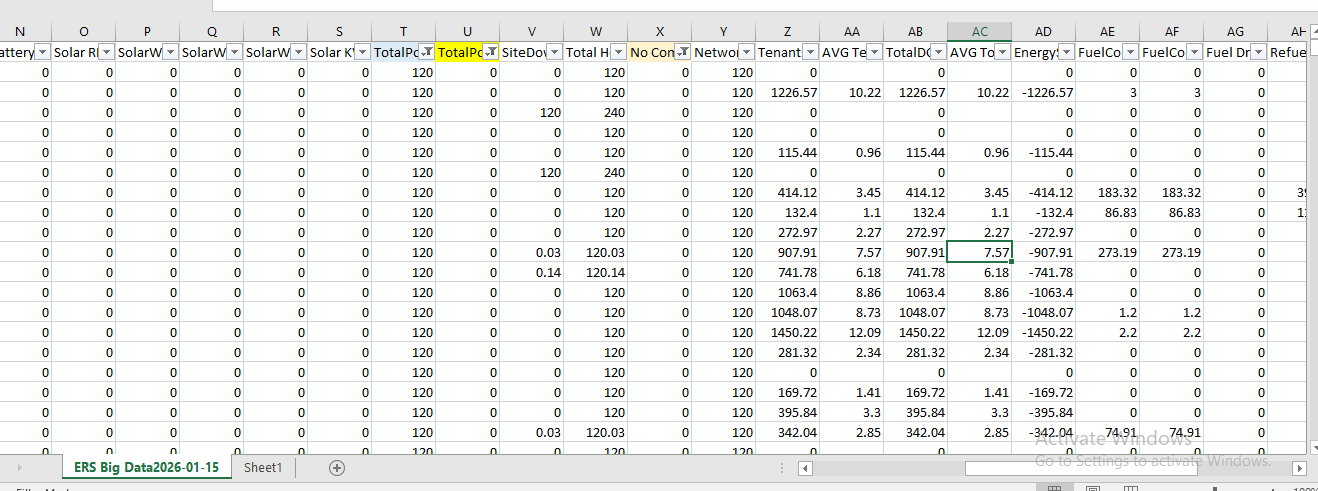 N O P Q R S T U V W X Y Z AA AB AC AD AE AF AG AH
attery Solar RI SolarW SolarW SolarW Solar K TotalPo TotalPo SiteDow Total H No Con Networ Tenant AVG Te TotalD AVG To Energy FuelCo FuelCo Fuel Dr Refue
0 0 0 0 0 0 120 0 0 120 0 120 0 0 0 0 0 0
0 0 0 0 0 0 120 0 0 120 0 120 1226.57 10.22 1226.57 10.22 -1226.57 3 3 0
0 0 0 0 0 0 120 0 120 240 0 120 0 0 0 0 0 0
0 0 0 0 0 0 120 0 0 120 0 120 0 0 0 0 0 0
0 0 0 0 0 0 120 0 0 120 0 120 115.44 0.96 115.44 0.96 -115.44 0 0 0
0 0 0 0 0 0 120 0 120 240 0 120 0 0 0 0 0 0
0 0 0 0 0 0 120 0 0 120 0 120 414.12 3.45 414.12 3.45 -414.12 183.32 183.32 0
0 0 0 0 0 0 120 0 0 120 0 120 132.4 1.1 132.4 1.1 -132.4 86.83 86.83 0
0 0 0 0 0 0 120 0 0 120 0 120 272.97 2.27 272.97 2.27 -272.97 0 0 0
0 0 0 0 0 0 120 0 0.03 120.03 0 120 907.91 7.57 907.91 7.57 -907.91 273.19 273.19 0
0 0 0 0 0 0 120 0 0.14 120.14 0 120 741.78 6.18 741.78 6.18 -741.78 0 0 0
0 0 0 0 0 0 120 0 0 120 0 120 1063.4 8.86 1063.4 8.86 -1063.4 0 0 0
0 0 0 0 0 0 120 0 0 120 0 120 1048.07 8.73 1048.07 8.73 -1048.07 1.2 1.2 0
0 0 0 0 0 0 120 0 0 120 0 120 1450.22 12.09 1450.22 12.09 -1450.22 2.2 2.2 0
0 0 0 0 0 0 120 0 0 120 0 120 281.32 2.34 281.32 2.34 -281.32 0 0 0
0 0 0 0 0 0 120 0 0 120 0 120 0 0 0 0 0 0
0 0 0 0 0 0 120 0 0 120 0 120 169.72 1.41 169.72 1.41 -169.72 0 0 0
0 0 0 0 0 0 120 0 0 120 0 120 395.84 3.3 395.84 3.3 -395.84 0 0 0
0 0 0 0 0 0 120 0 0.03 120.03 0 120 342.04 2.85 342.04 2.85 -342.04 74.91 74.91 0
Activate Windows
Go to Settings to activate Windows.
ERS Big Data2026-01-15 Sheet1